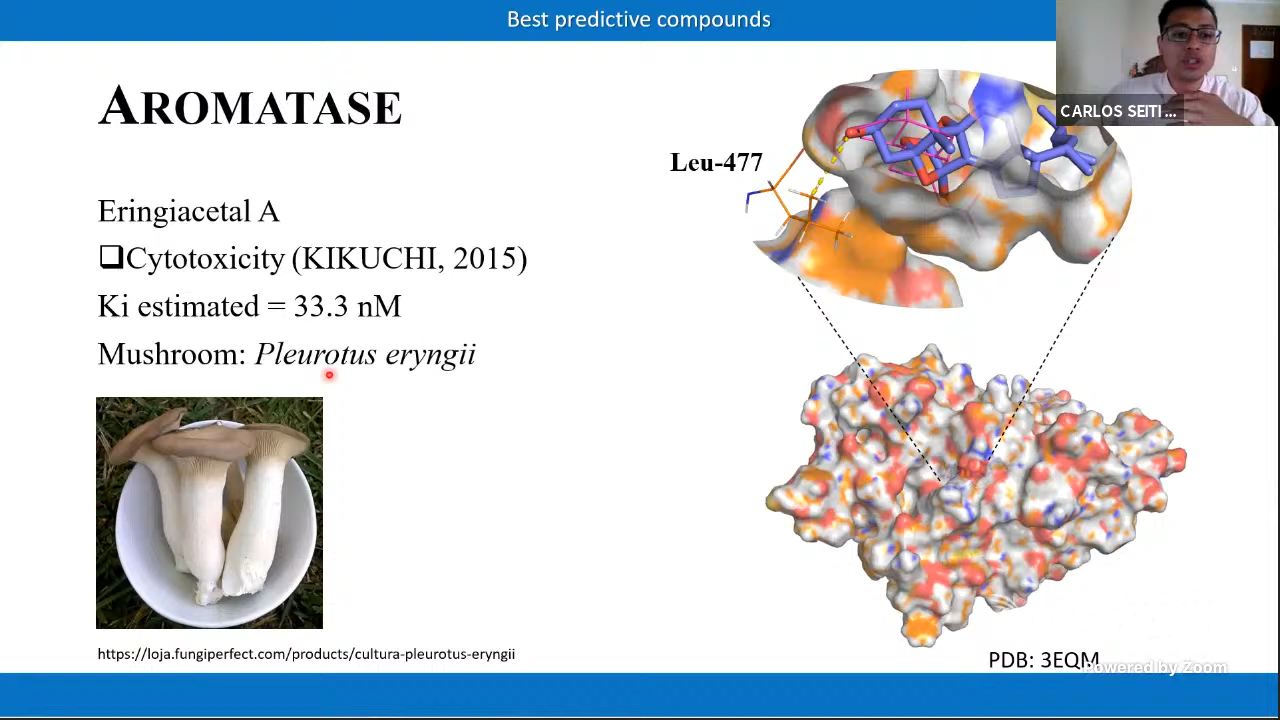 Best predictive compounds
CARLOS SEITI ...
AROMATASE
Leu-477
Eringiacetal A
❑Cytotoxicity (KIKUCHI, 2015)
Ki estimated = 33.3 nM
Mushroom: Pleurotus eryngii
https://loja.fungiperfect.com/products/cultura-pleurotus-eryngii
PDB: 3EQM
Powered by Zoom